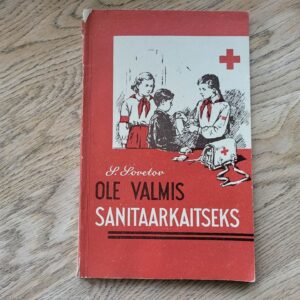 S. Sovetov
OLE VALMIS
SANITAARKAITSEKS